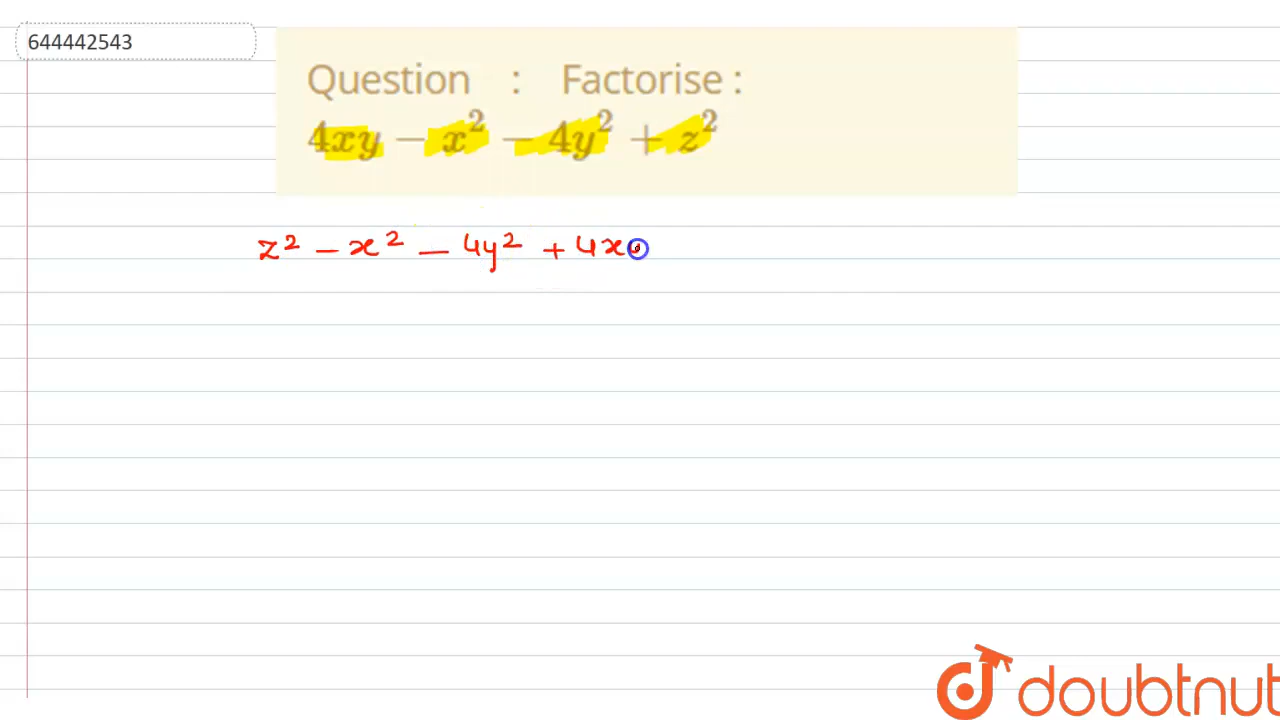 644442543
Question : Factorise :
4xy − x² − 4y² + z²
z² − x² − 4y² + 4x
doubtnut